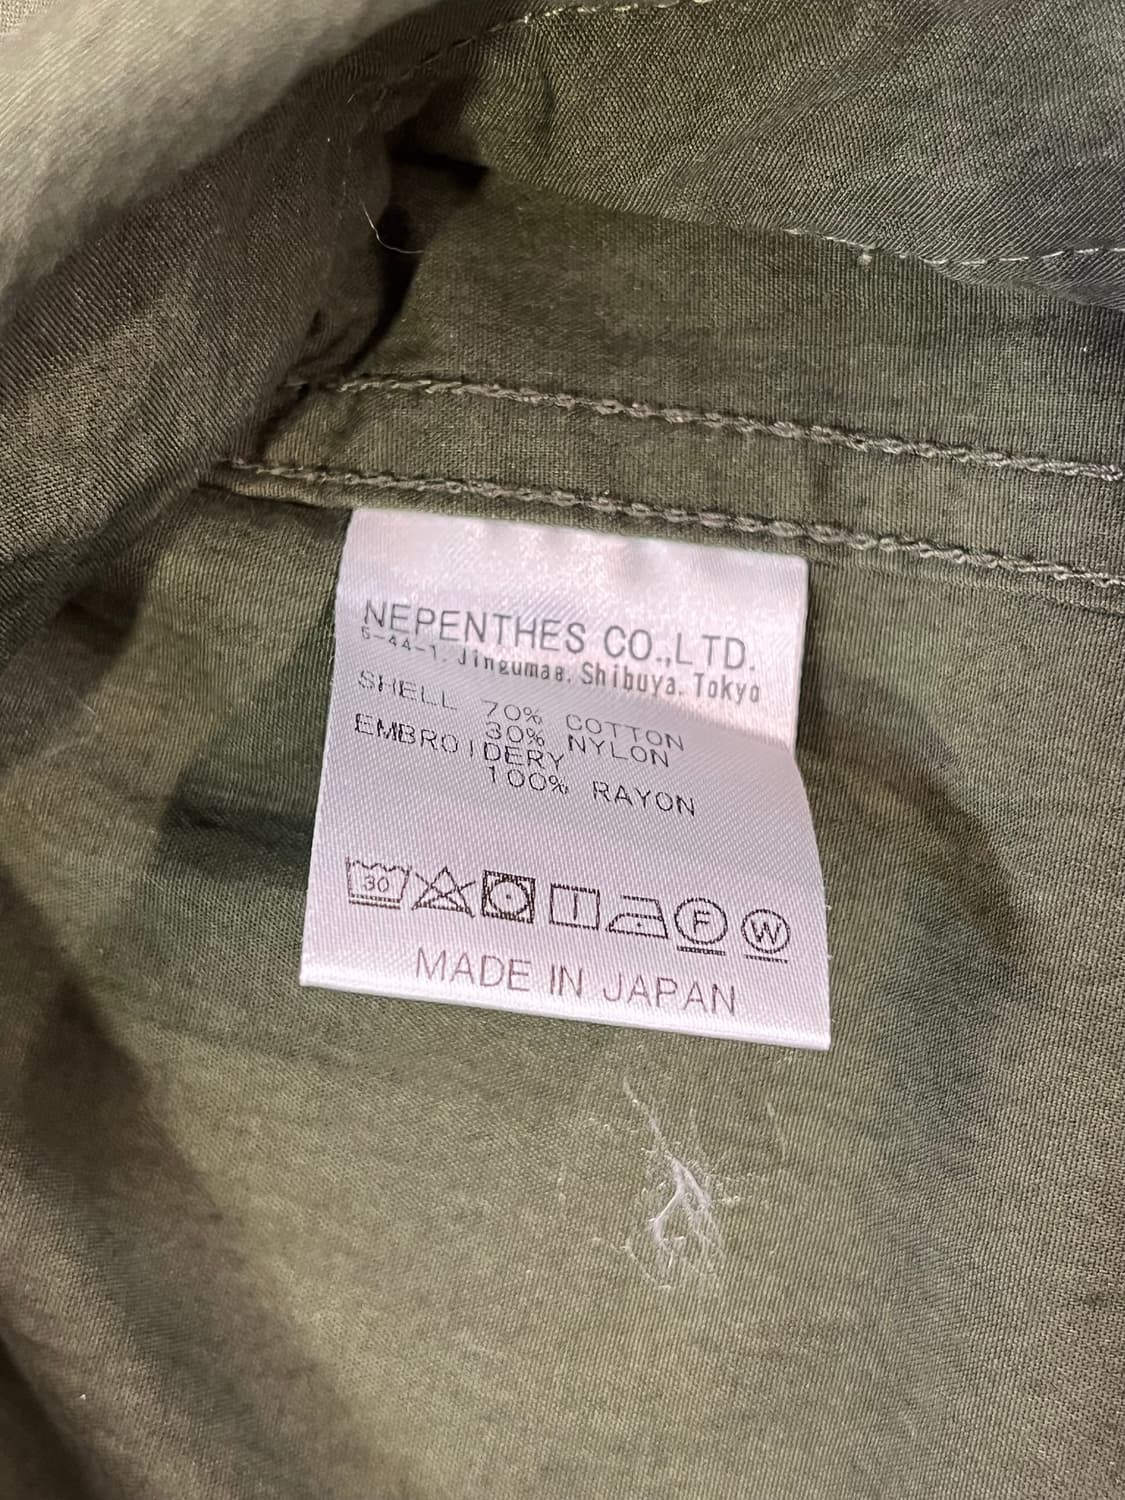 NEPENTHES CO.,LTD.
5-44-1. Jingumae. Shibuya. Tokyo
SHELL 70% COTTON
30% NYLON
EMBROIDERY
100% RAYON
30 F W
MADE IN JAPAN